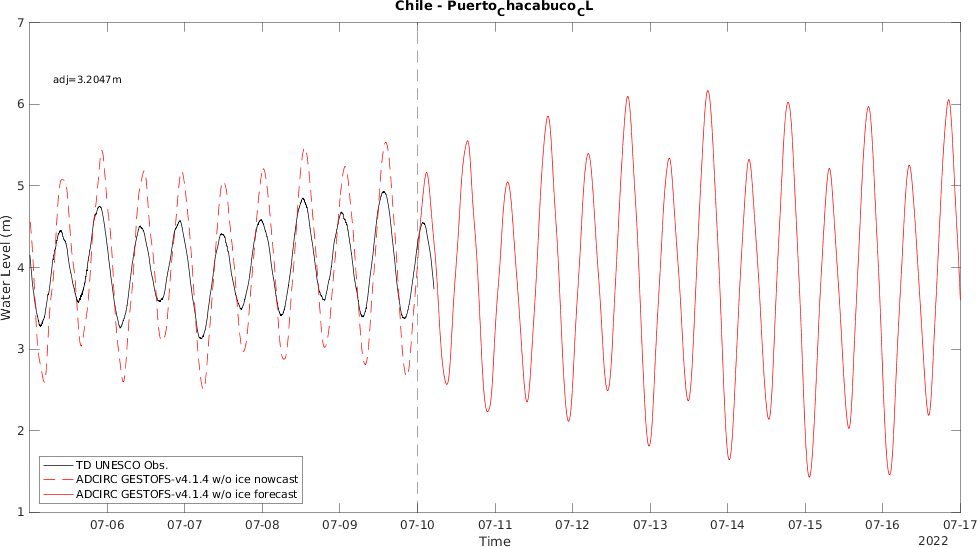 Chile - Puerto_Chacabuco_CL
7
adj=3.2047m
6
5
4
3
2
1
Water Level (m)
TD UNESCO Obs.
ADCIRC GESTOFS-v4.1.4 w/o ice nowcast
ADCIRC GESTOFS-v4.1.4 w/o ice forecast
07-06 07-07 07-08 07-09 07-10 07-11 07-12 07-13 07-14 07-15 07-16 07-17
Time
2022